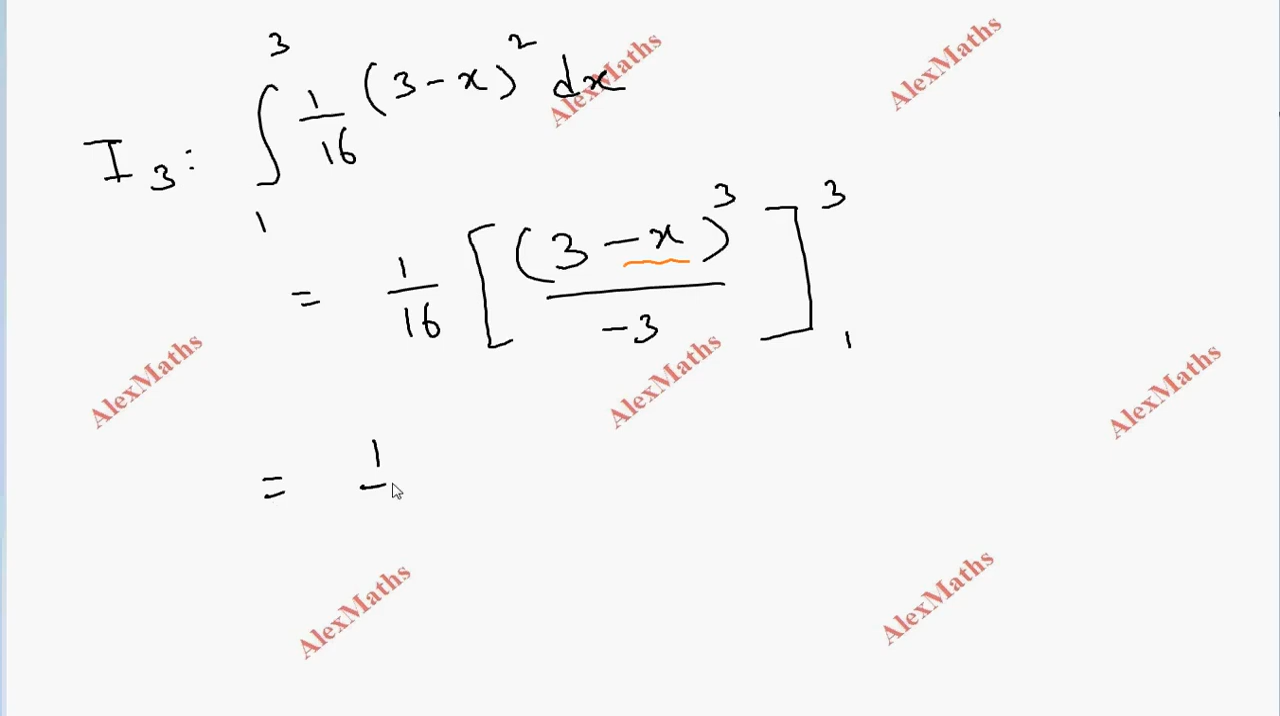 I₃: ∫₁³ 1/16 (3-x)² dx
= 1/16 [ (3-x)³ / -3 ]₁³
= 1/
AlexMaths
AlexMaths
AlexMaths
AlexMaths
AlexMaths
AlexMaths
AlexMaths